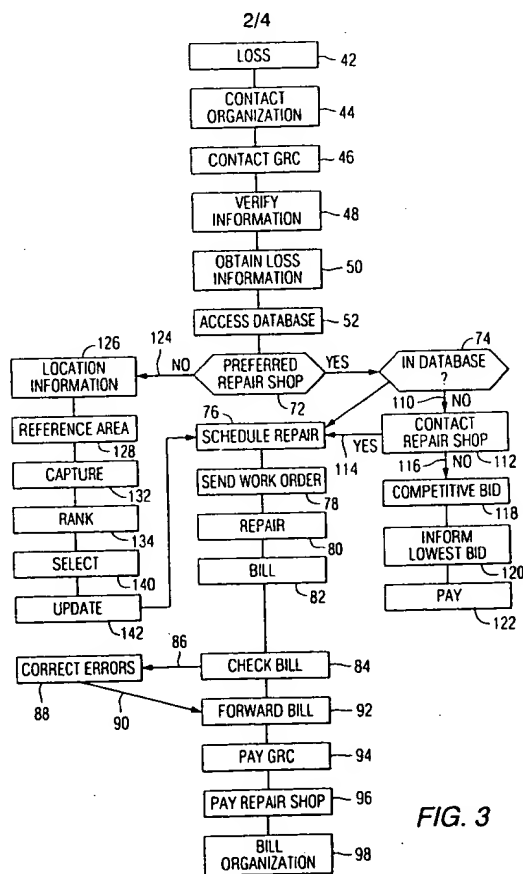 2/4
LOSS
42
CONTACT
ORGANIZATION
44
CONTACT GRC
46
VERIFY
INFORMATION
48
OBTAIN LOSS
INFORMATION
50
ACCESS DATABASE
52
126
LOCATION
INFORMATION
124
NO
PREFERRED
REPAIR SHOP
72
YES
74
IN DATABASE
?
110
NO
REFERENCE AREA
128
76
SCHEDULE REPAIR
YES
114
CONTACT
REPAIR SHOP
112
116
NO
CAPTURE
132
SEND WORK ORDER
78
COMPETITIVE BID
118
RANK
134
REPAIR
80
INFORM
LOWEST BID
120
SELECT
140
BILL
82
PAY
122
UPDATE
142
CORRECT ERRORS
88
86
CHECK BILL
84
90
FORWARD BILL
92
PAY GRC
94
PAY REPAIR SHOP
96
BILL
ORGANIZATION
98
FIG. 3